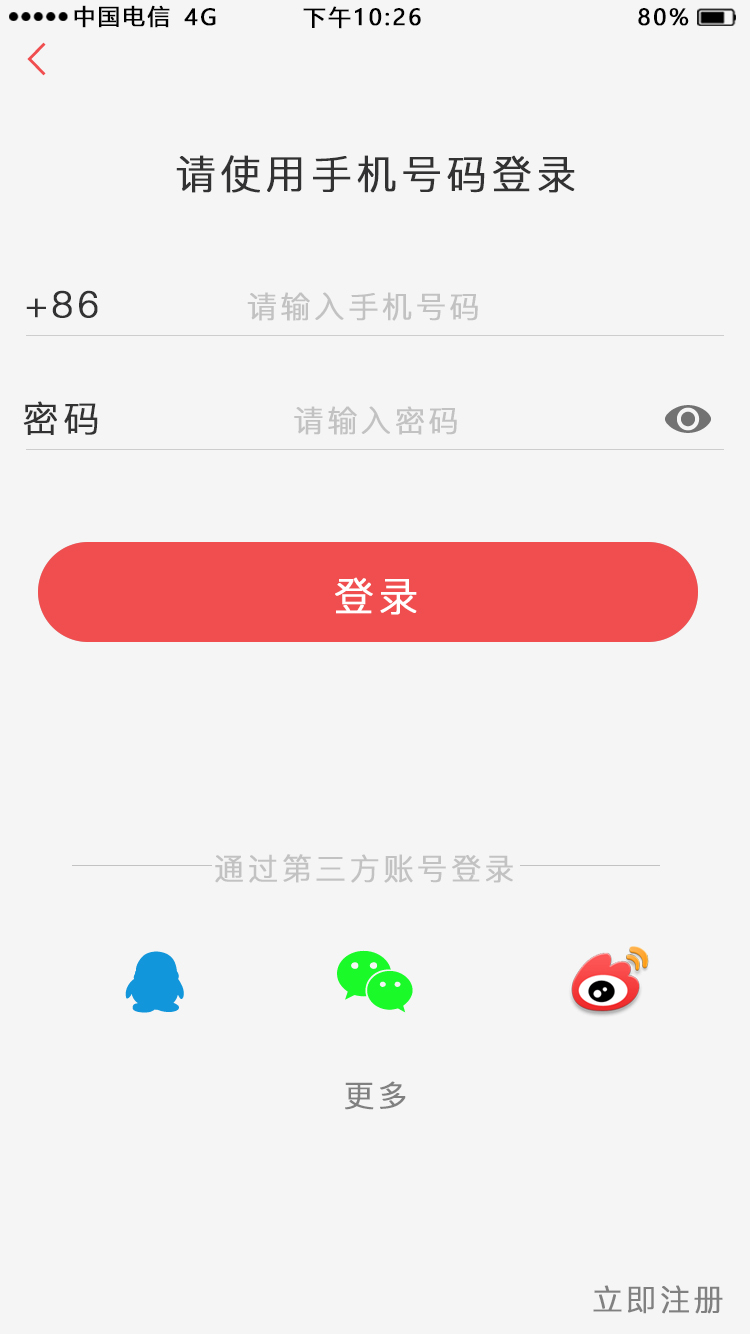 中国电信 4G 下午10:26 80%
请使用手机号码登录
+86 请输入手机号码
密码 请输入密码
登录
通过第三方账号登录
更多
立即注册